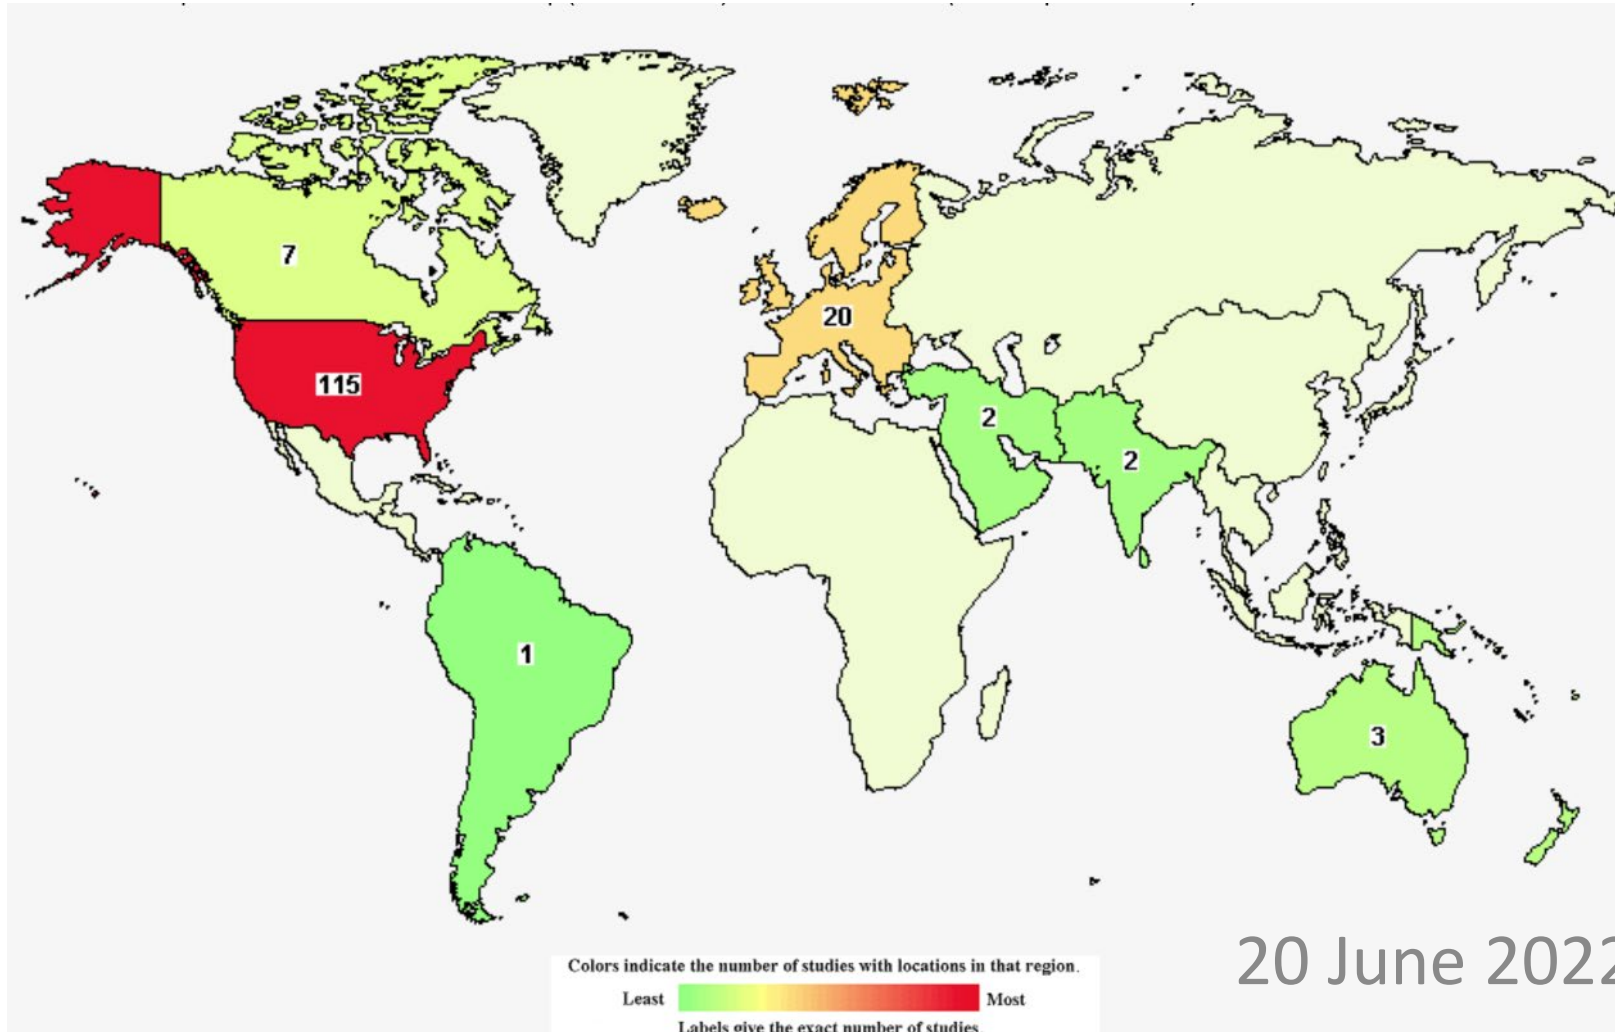 7
20
115
2
2
1
3
20 June 2022
Colors indicate the number of studies with locations in that region.
Least Most
Labels give the exact number of studies